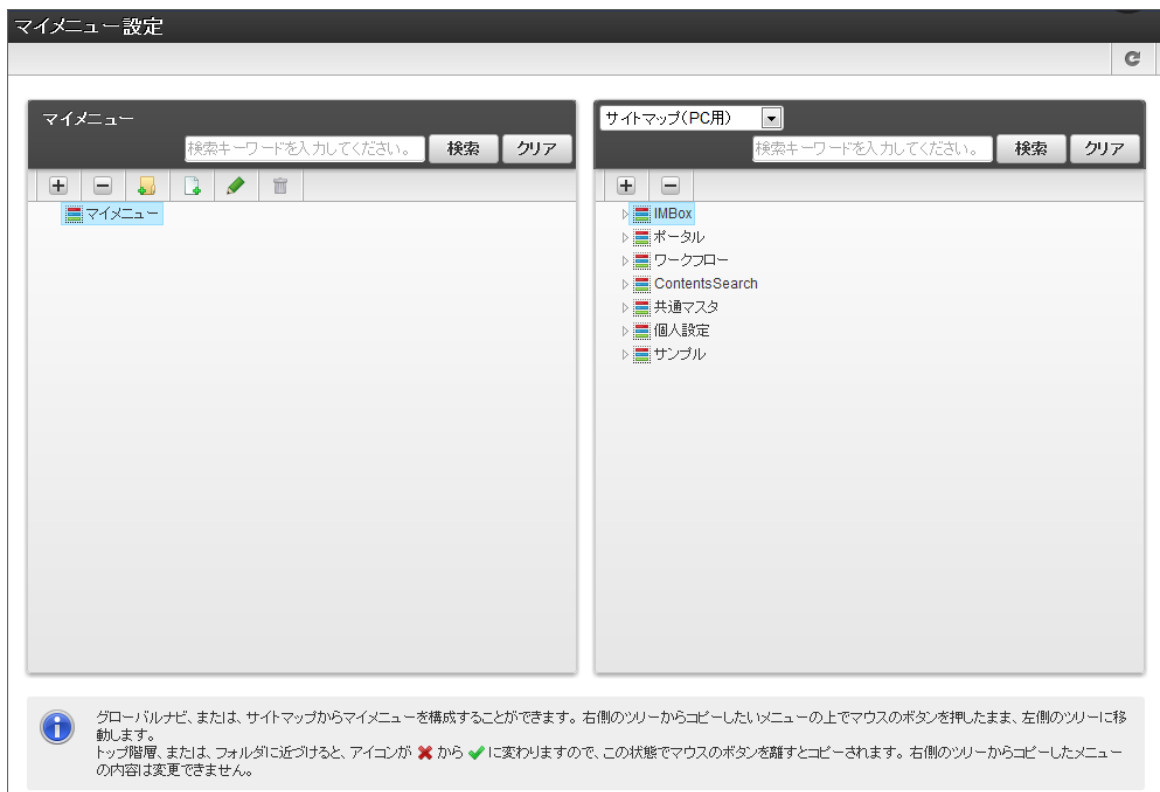 マイメニュー設定
マイメニュー
検索キーワードを入力してください。 検索 クリア
マイメニュー
サイトマップ(PC用)
検索キーワードを入力してください。 検索 クリア
IMBox
ポータル
ワークフロー
ContentsSearch
共通マスタ
個人設定
サンプル
グローバルナビ、または、サイトマップからマイメニューを構成することができます。右側のツリーからコピーしたいメニューの上でマウスのボタンを押したまま、左側のツリーに移
動します。
トップ階層、または、フォルダに近づけると、アイコンが から に変わりますので、この状態でマウスのボタンを離すとコピーされます。右側のツリーからコピーしたメニュー
の内容は変更できません。